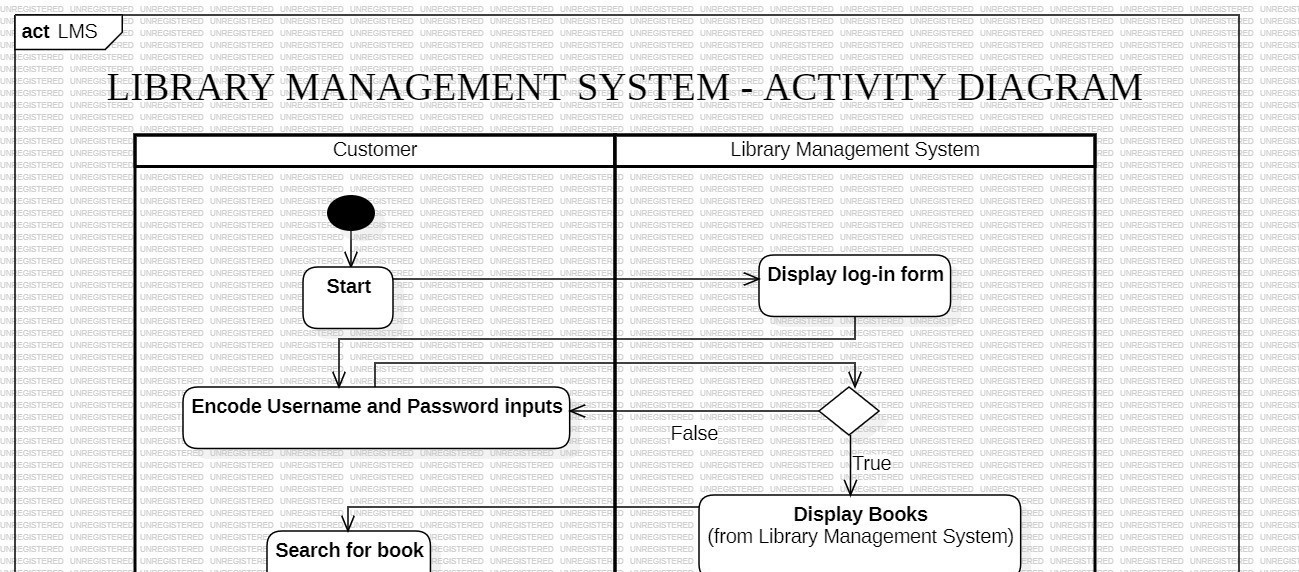 act LMS
LIBRARY MANAGEMENT SYSTEM - ACTIVITY DIAGRAM
Customer
Library Management System
Start
Display log-in form
Encode Username and Password inputs
False
True
Display Books
(from Library Management System)
Search for book
UNREGISTERED